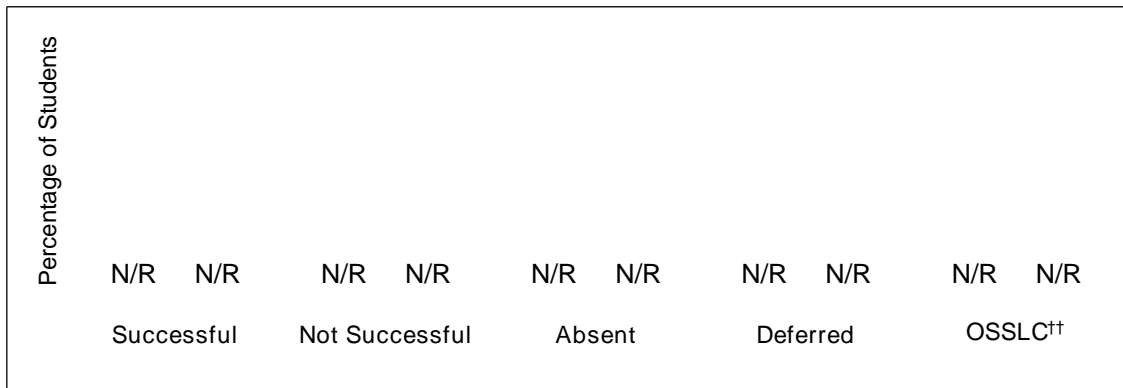 Percentage of Students
N/R N/R N/R N/R N/R N/R N/R N/R N/R N/R
Successful Not Successful Absent Deferred OSSLC††